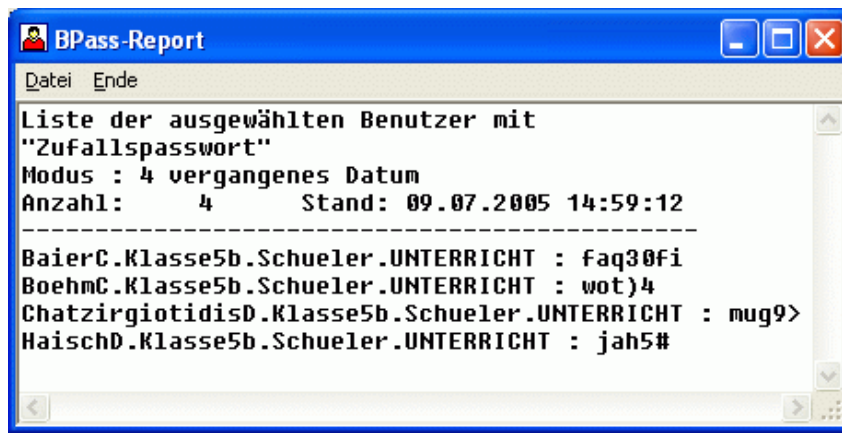 BPass-Report
Datei Ende
Liste der ausgewählten Benutzer mit
"Zufallspasswort"
Modus : 4 vergangenes Datum
Anzahl: 4 Stand: 09.07.2005 14:59:12
--------------------------------------------------
BaierC.Klasse5b.Schueler.UNTERRICHT : faq30fi
BoehmC.Klasse5b.Schueler.UNTERRICHT : wot)4
ChatzirgiotidisD.Klasse5b.Schueler.UNTERRICHT : mug9>
HaischD.Klasse5b.Schueler.UNTERRICHT : jah5#